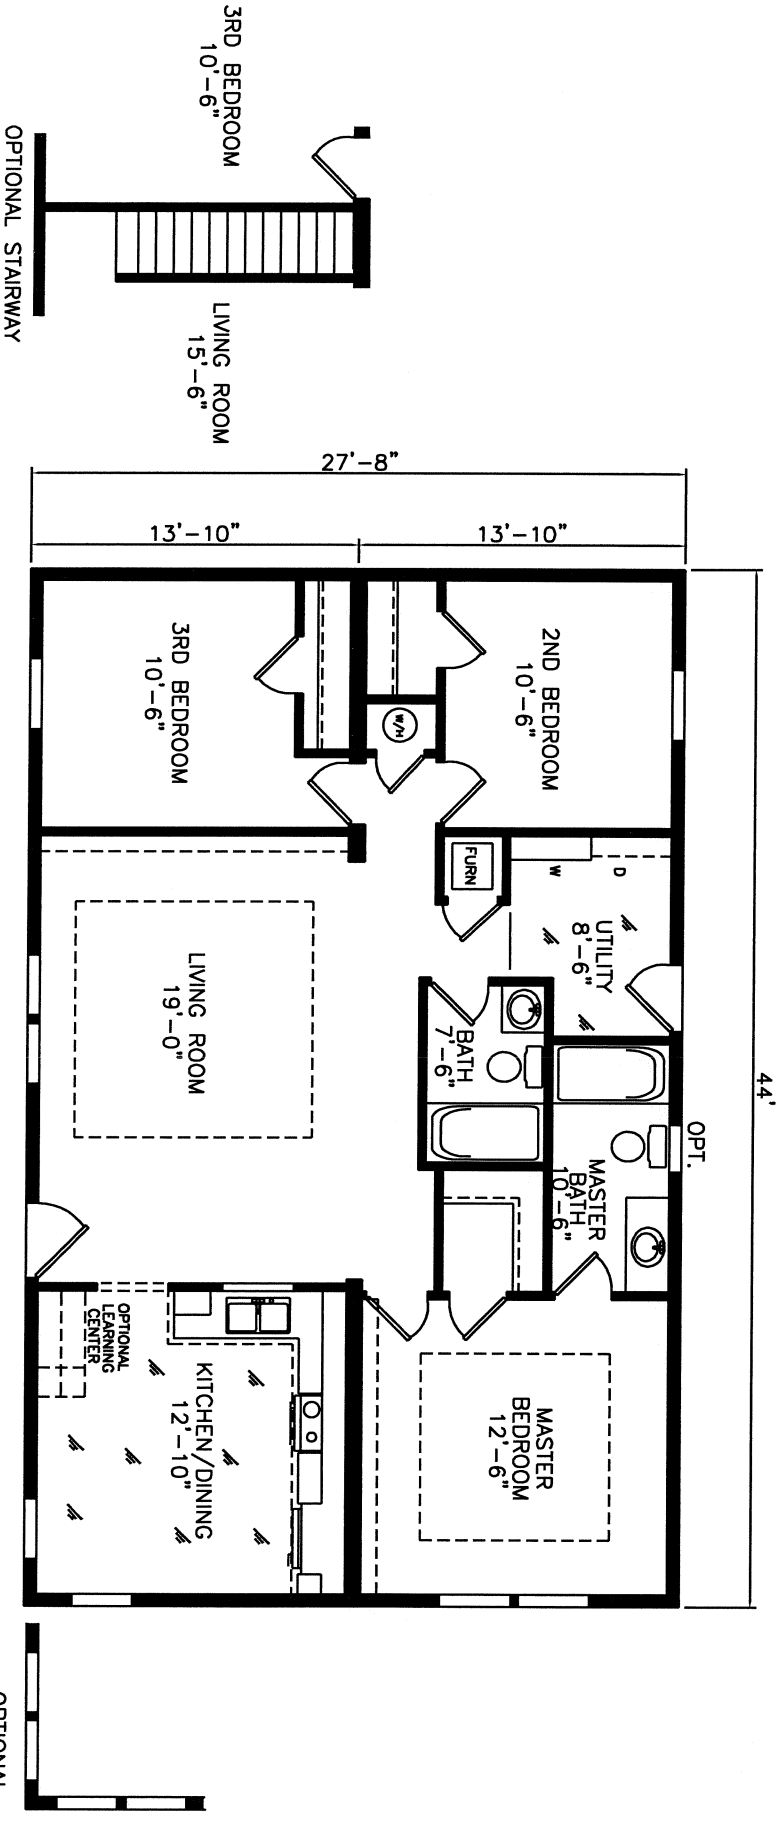 3RD BEDROOM
10'-6"
LIVING ROOM
15'-6"
OPTIONAL STAIRWAY
27'-8"
13'-10"
13'-10"
44'
OPT.
2ND BEDROOM
10'-6"
3RD BEDROOM
10'-6"
W/H
FURN
W
D
UTILITY
8'-6"
BATH
7'-6"
MASTER
BATH
10'-6"
LIVING ROOM
19'-0"
OPTIONAL
LEARNING
CENTER
KITCHEN/DINING
12'-10"
MASTER
BEDROOM
12'-6"